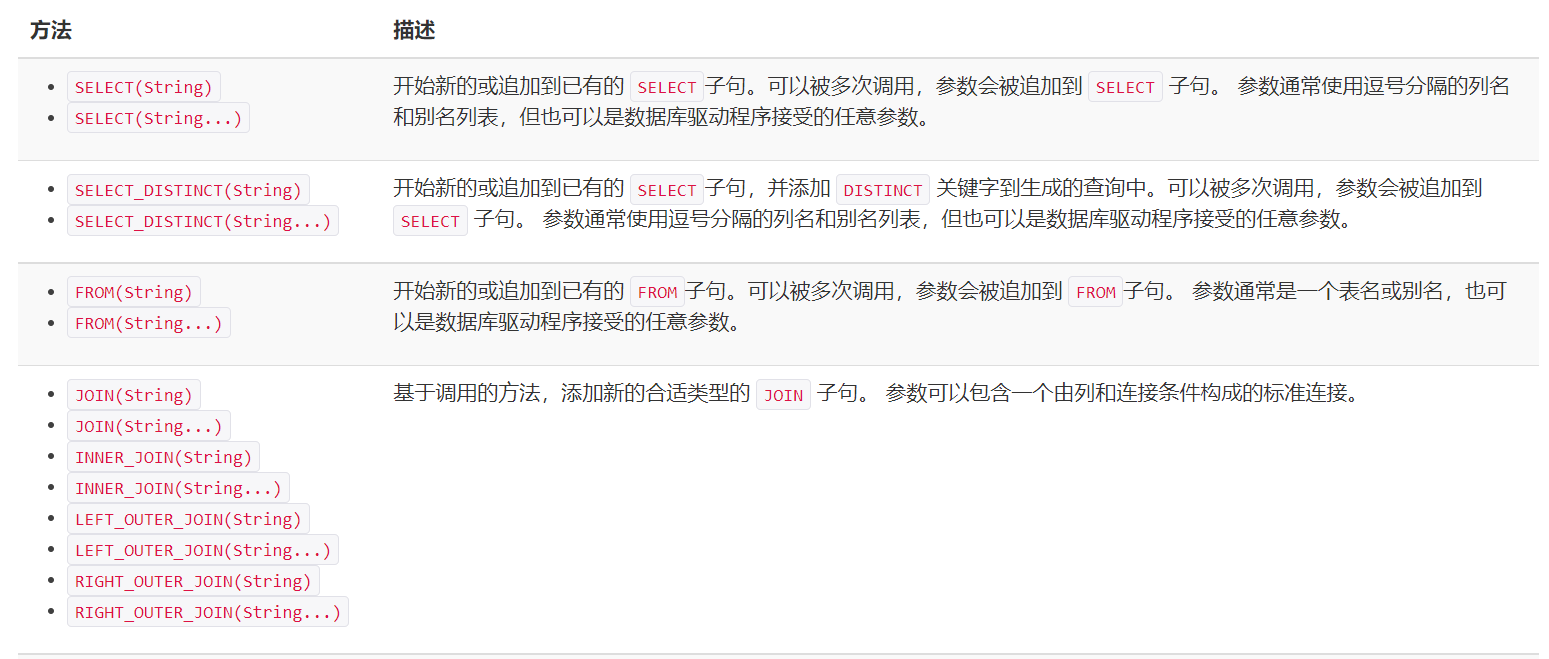 方法 描述
SELECT(String)
SELECT(String...)
开始新的或追加到已有的 SELECT子句。可以被多次调用，参数会被追加到 SELECT 子句。 参数通常使用逗号分隔的列名
和别名列表，但也可以是数据库驱动程序接受的任意参数。
SELECT_DISTINCT(String)
SELECT_DISTINCT(String...)
开始新的或追加到已有的 SELECT子句，并添加 DISTINCT 关键字到生成的查询中。可以被多次调用，参数会被追加到
SELECT 子句。 参数通常使用逗号分隔的列名和别名列表，但也可以是数据库驱动程序接受的任意参数。
FROM(String)
FROM(String...)
开始新的或追加到已有的 FROM子句。可以被多次调用，参数会被追加到 FROM子句。 参数通常是一个表名或别名，也可
以是数据库驱动程序接受的任意参数。
JOIN(String)
JOIN(String...)
INNER_JOIN(String)
INNER_JOIN(String...)
LEFT_OUTER_JOIN(String)
LEFT_OUTER_JOIN(String...)
RIGHT_OUTER_JOIN(String)
RIGHT_OUTER_JOIN(String...)
基于调用的方法，添加新的合适类型的 JOIN 子句。 参数可以包含一个由列和连接条件构成的标准连接。